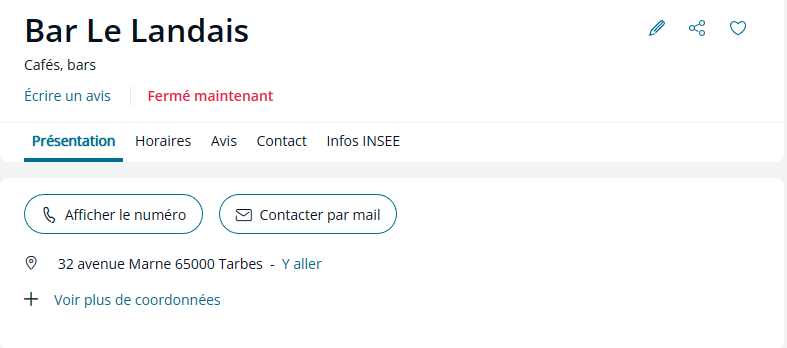 Bar Le Landais
Cafés, bars
Écrire un avis Fermé maintenant
Présentation Horaires Avis Contact Infos INSEE
Afficher le numéro Contacter par mail
32 avenue Marne 65000 Tarbes - Y aller
Voir plus de coordonnées